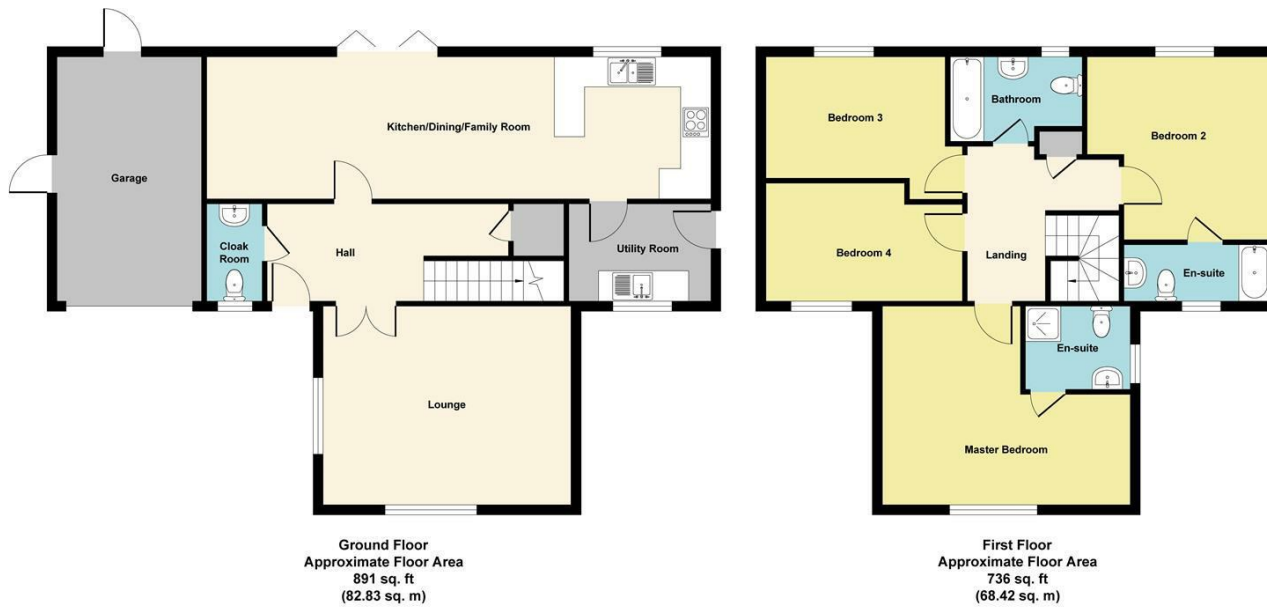 Kitchen/Dining/Family Room
Garage
Cloak
Room
Hall
Utility Room
Lounge
Ground Floor
Approximate Floor Area
891 sq. ft
(82.83 sq. m)
Bedroom 3
Bathroom
Bedroom 2
Bedroom 4
Landing
En-suite
En-suite
Master Bedroom
First Floor
Approximate Floor Area
736 sq. ft
(68.42 sq. m)